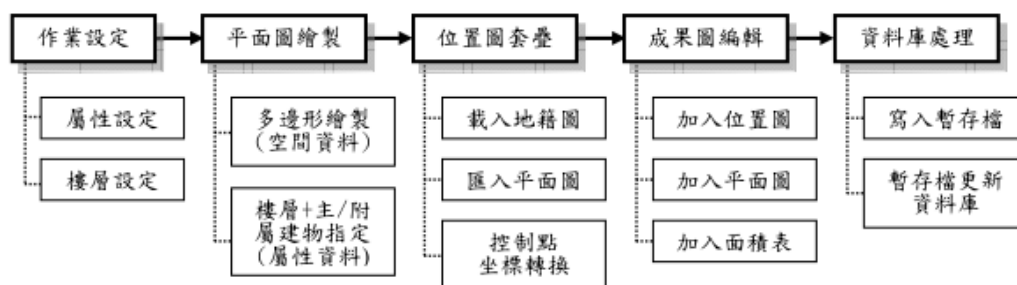 作業設定
平面圖繪製
位置圖套疊
成果圖編輯
資料庫處理
屬性設定
樓層設定
多邊形繪製
(空間資料)
樓層+主/附
屬建物指定
(屬性資料)
載入地籍圖
匯入平面圖
控制點
坐標轉換
加入位置圖
加入平面圖
加入面積表
寫入暫存檔
暫存檔更新
資料庫